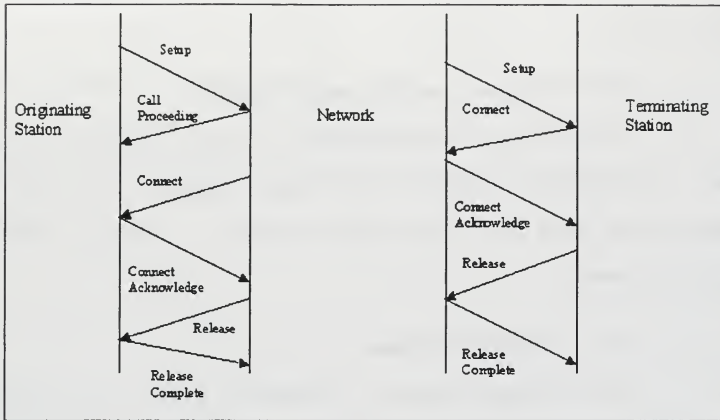 Setup
Call
Proceeding
Originating
Station
Connect
Connect
Acknowledge
Release
Release
Complete
Network
Setup
Connect
Terminating
Station
Connect
Acknowledge
Release
Release
Complete